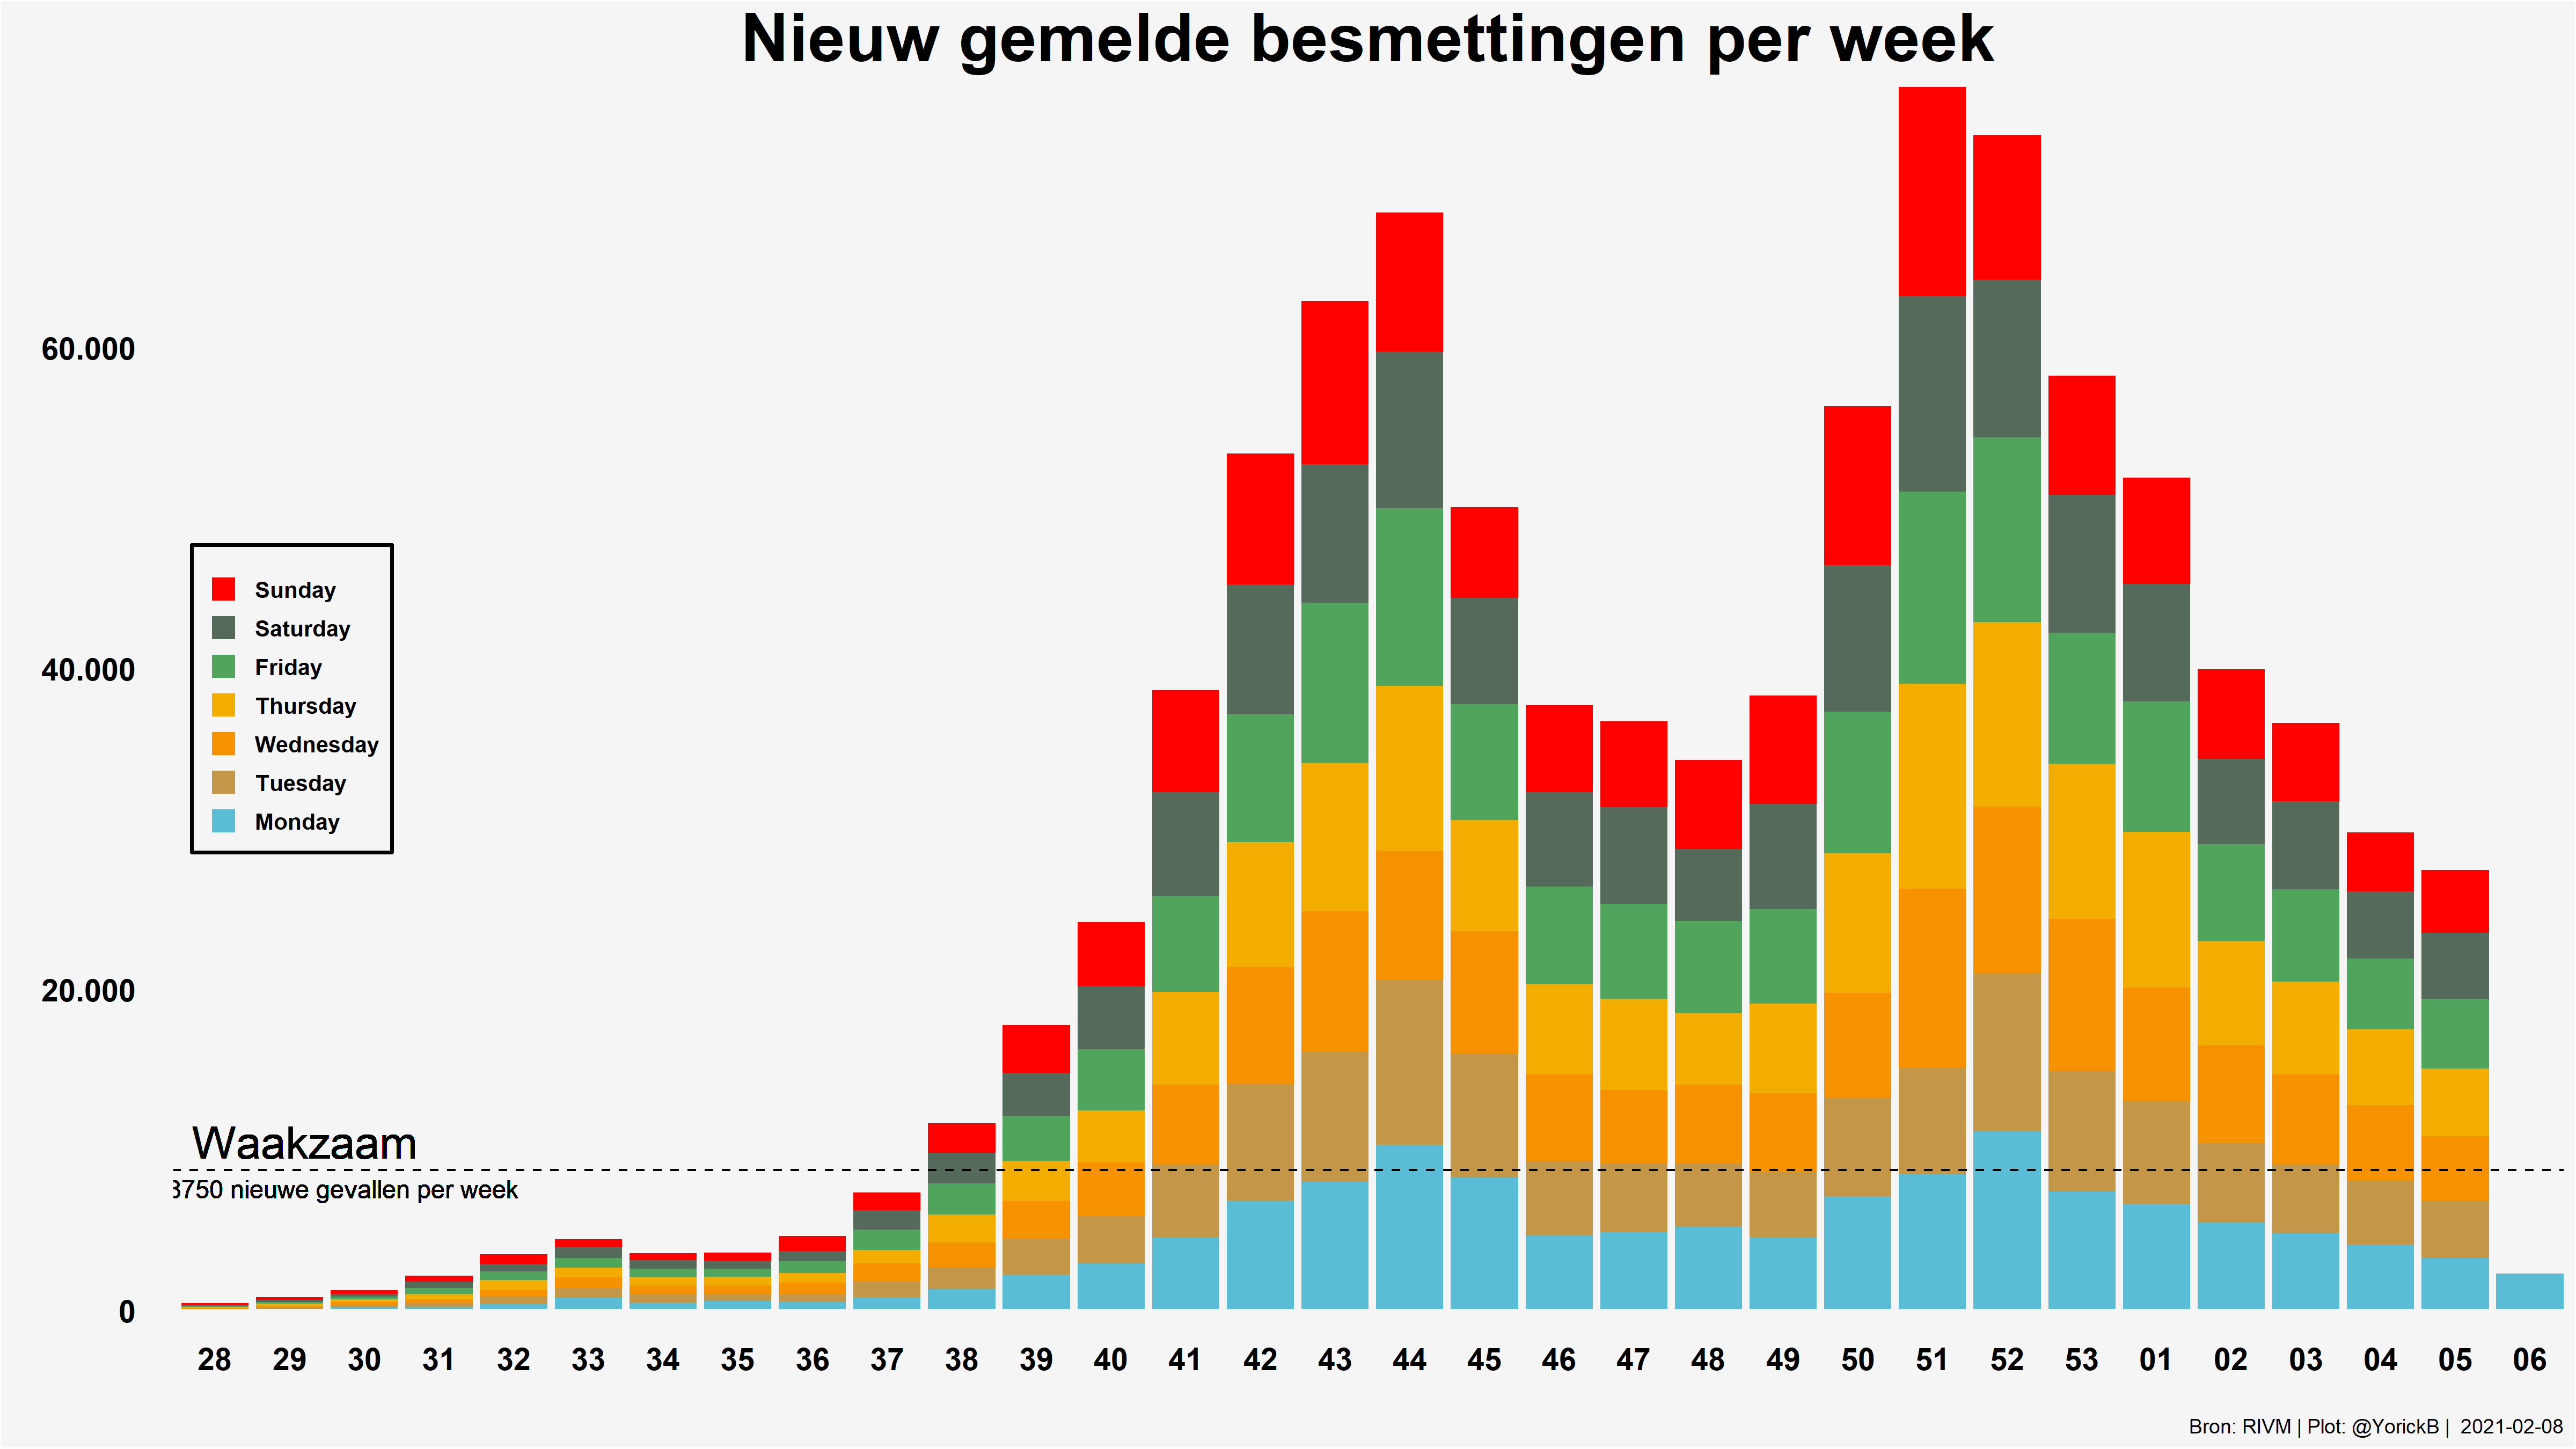 Nieuw gemelde besmettingen per week
60.000
40.000
20.000
0
Sunday
Saturday
Friday
Thursday
Wednesday
Tuesday
Monday
Waakzaam
3750 nieuwe gevallen per week
28 29 30 31 32 33 34 35 36 37 38 39 40 41 42 43 44 45 46 47 48 49 50 51 52 53 01 02 03 04 05 06
Bron: RIVM | Plot: @YorickB | 2021-02-08